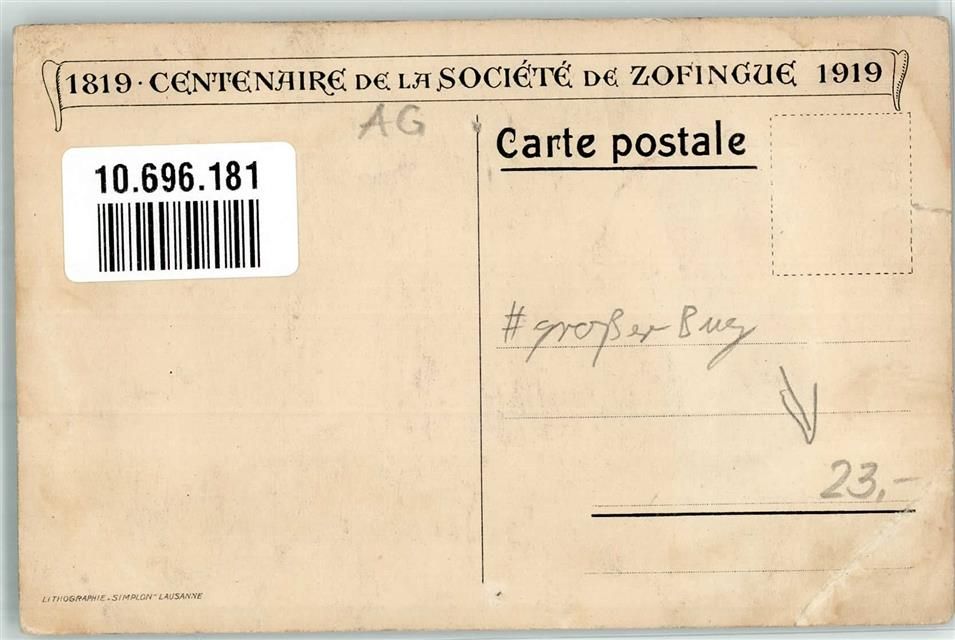 1819 · CENTENAIRE DE LA SOCIÉTÉ DE ZOFINGUE 1919
AG
Carte postale
10.696.181
# großer Bug
23,-
LITHOGRAPHIE „SIMPLON" LAUSANNE